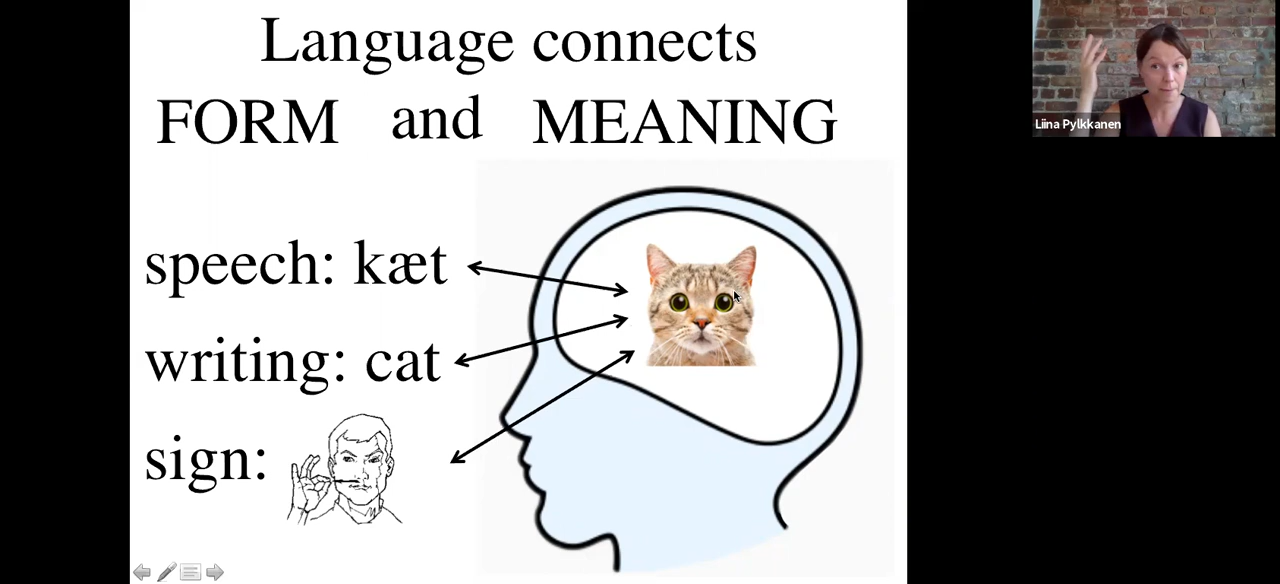 Language connects
FORM and MEANING
speech: kæt
writing: cat
sign:
Liina Pylkkanen